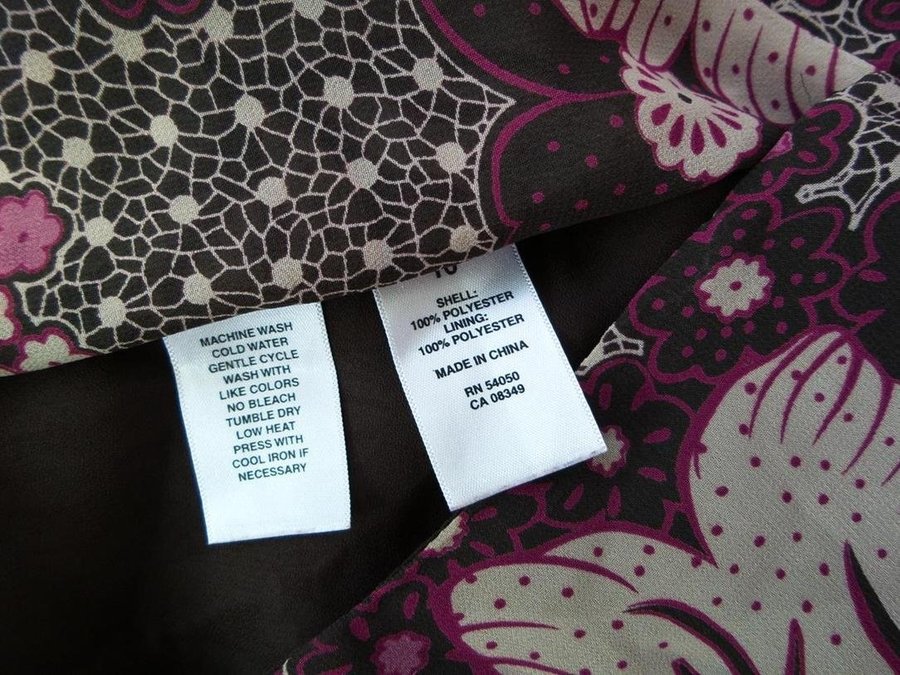 MACHINE WASH
COLD WATER
GENTLE CYCLE
WASH WITH
LIKE COLORS
NO BLEACH
TUMBLE DRY
LOW HEAT
PRESS WITH
COOL IRON IF
NECESSARY
10
SHELL:
100% POLYESTER
LINING:
100% POLYESTER
MADE IN CHINA
RN 54050
CA 08349